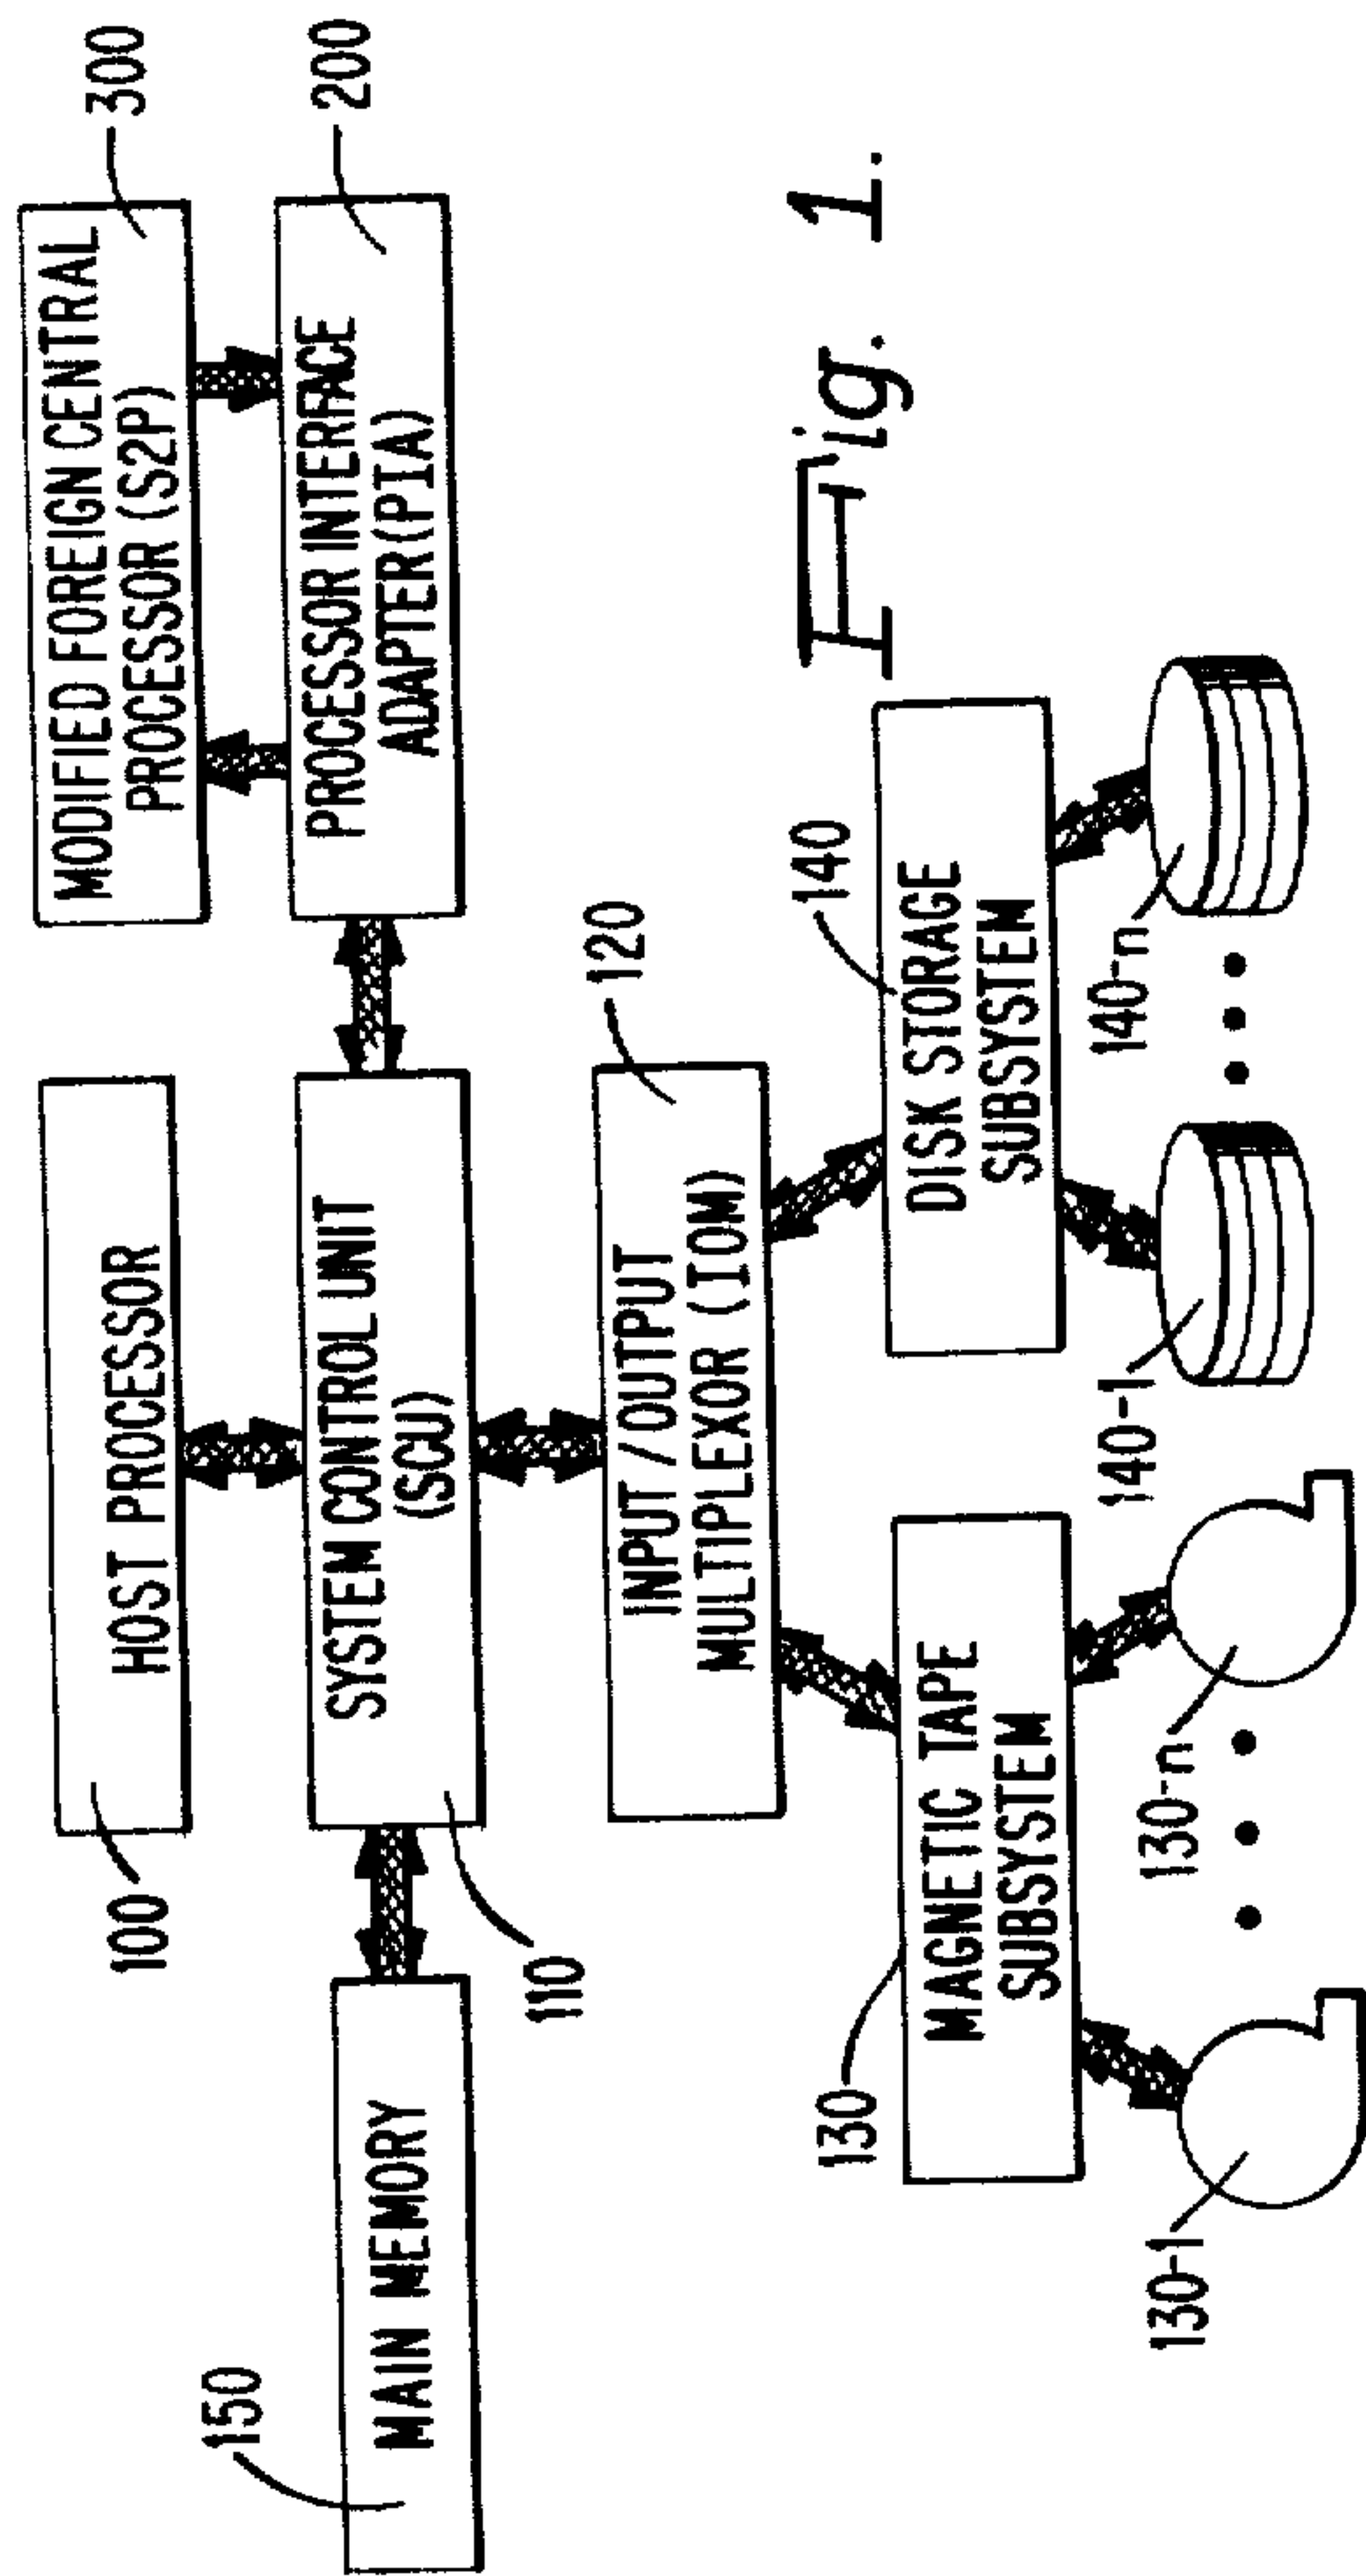 300
MODIFIED FOREIGN CENTRAL
PROCESSOR (S2P)
200
PROCESSOR INTERFACE
ADAPTER(PIA)
100
HOST PROCESSOR
SYSTEM CONTROL UNIT
(SCU)
110
150
MAIN MEMORY
120
INPUT/OUTPUT
MULTIPLEXOR (IOM)
130
MAGNETIC TAPE
SUBSYSTEM
140
DISK STORAGE
SUBSYSTEM
130-1
130-n
140-1
140-n
Fig. 1.